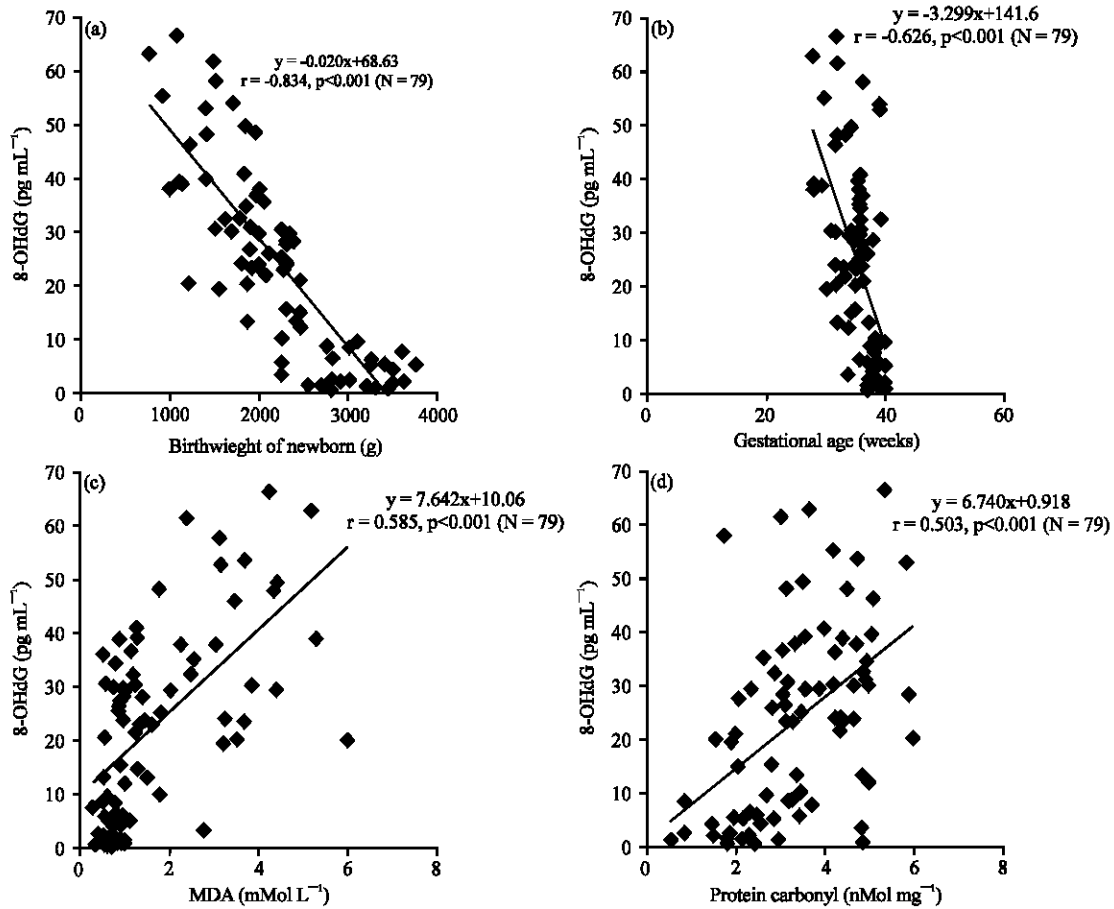 (a)
y = -0.020x+68.63
r = -0.834, p<0.001 (N = 79)
8-OHdG (pg mL⁻¹)
70
60
50
40
30
20
10
0
0
1000
2000
3000
4000
Birthwieght of newborn (g)
(b)
y = -3.299x+141.6
r = -0.626, p<0.001 (N = 79)
8-OHdG (pg mL⁻¹)
70
60
50
40
30
20
10
0
0
20
40
60
Gestational age (weeks)
(c)
y = 7.642x+10.06
r = 0.585, p<0.001 (N = 79)
8-OHdG (pg mL⁻¹)
70
60
50
40
30
20
10
0
0
2
4
6
8
MDA (mMol L⁻¹)
(d)
y = 6.740x+0.918
r = 0.503, p<0.001 (N = 79)
8-OHdG (pg mL⁻¹)
70
60
50
40
30
20
10
0
0
2
4
6
8
Protein carbonyl (nMol mg⁻¹)